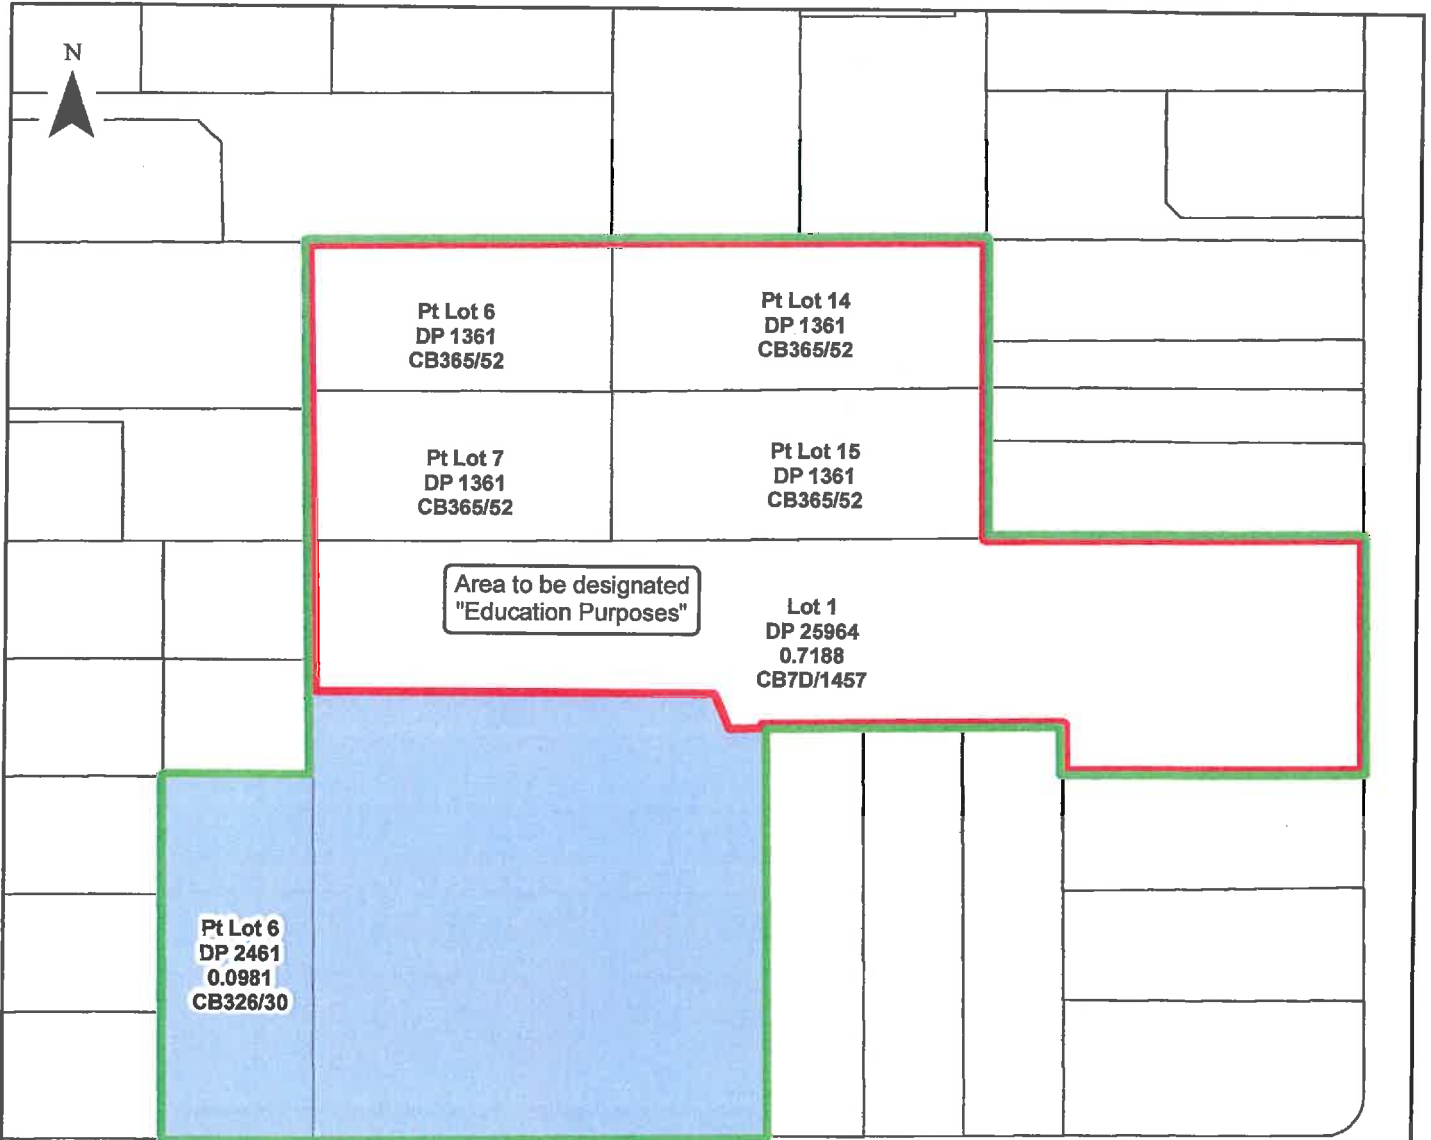 N
Pt Lot 6
DP 1361
CB365/52
Pt Lot 14
DP 1361
CB365/52
Pt Lot 7
DP 1361
CB365/52
Pt Lot 15
DP 1361
CB365/52
Area to be designated
"Education Purposes"
Lot 1
DP 25964
0.7188
CB7D/1457
Pt Lot 6
DP 2461
0.0981
CB326/30